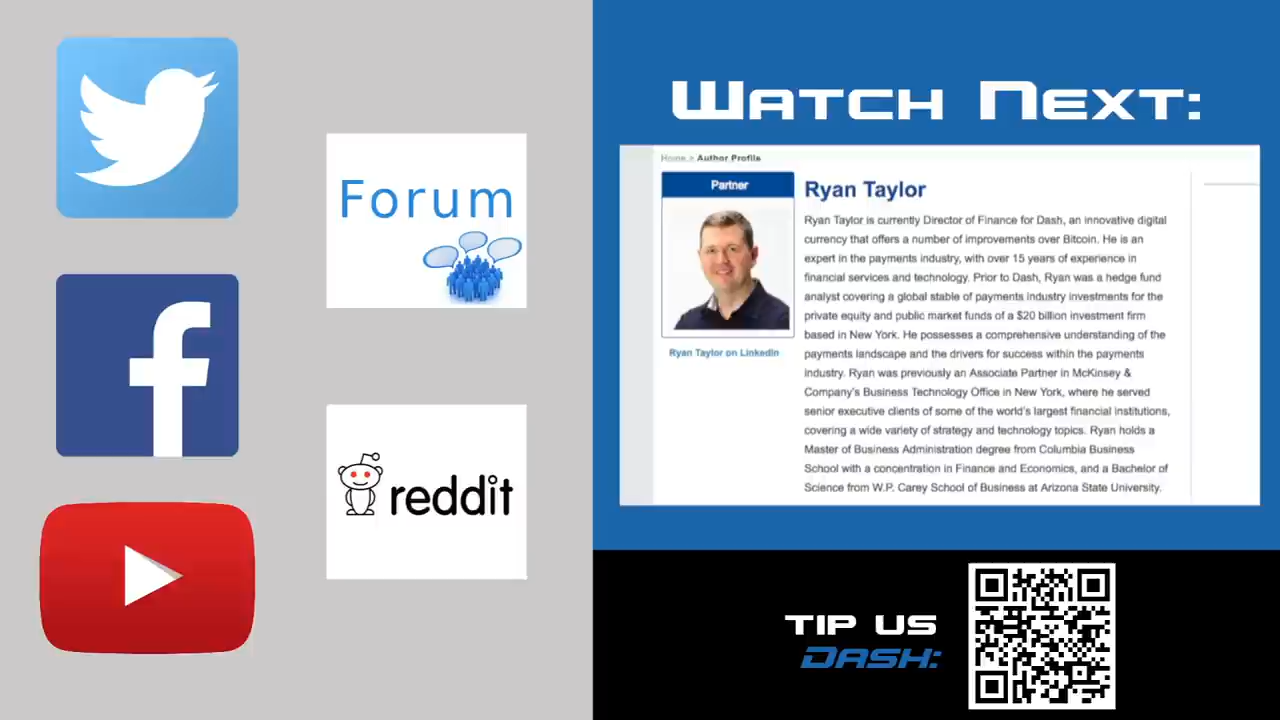 Forum
reddit
Watch Next:
Home > Author Profile
Partner
Ryan Taylor on LinkedIn
Ryan Taylor
Ryan Taylor is currently Director of Finance for Dash, an innovative digital
currency that offers a number of improvements over Bitcoin. He is an
expert in the payments industry, with over 15 years of experience in
financial services and technology. Prior to Dash, Ryan was a hedge fund
analyst covering a global stable of payments industry investments for the
private equity and public market funds of a $20 billion investment firm
based in New York. He possesses a comprehensive understanding of the
payments landscape and the drivers for success within the payments
industry. Ryan was previously an Associate Partner in McKinsey &
Company's Business Technology Office in New York, where he served
senior executive clients of some of the world's largest financial institutions,
covering a wide variety of strategy and technology topics. Ryan holds a
Master of Business Administration degree from Columbia Business
School with a concentration in Finance and Economics, and a Bachelor of
Science from W.P. Carey School of Business at Arizona State University.
TIP US
DASH: